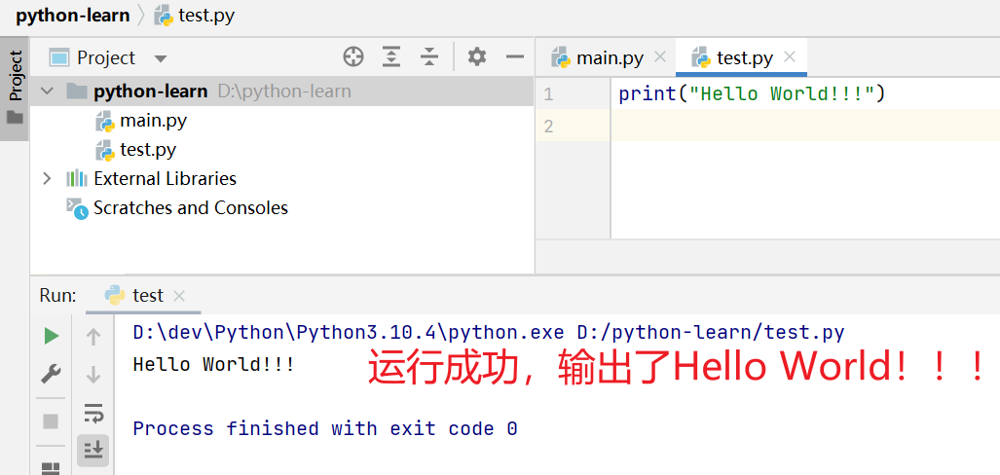 python-learn 〉 test.py
Project
Project
main.py
test.py
python-learn D:\python-learn
main.py
test.py
External Libraries
Scratches and Consoles
1 print("Hello World!!!")
2
Run: test
D:\dev\Python\Python3.10.4\python.exe D:/python-learn/test.py
Hello World!!!
运行成功，输出了Hello World！！！
Process finished with exit code 0